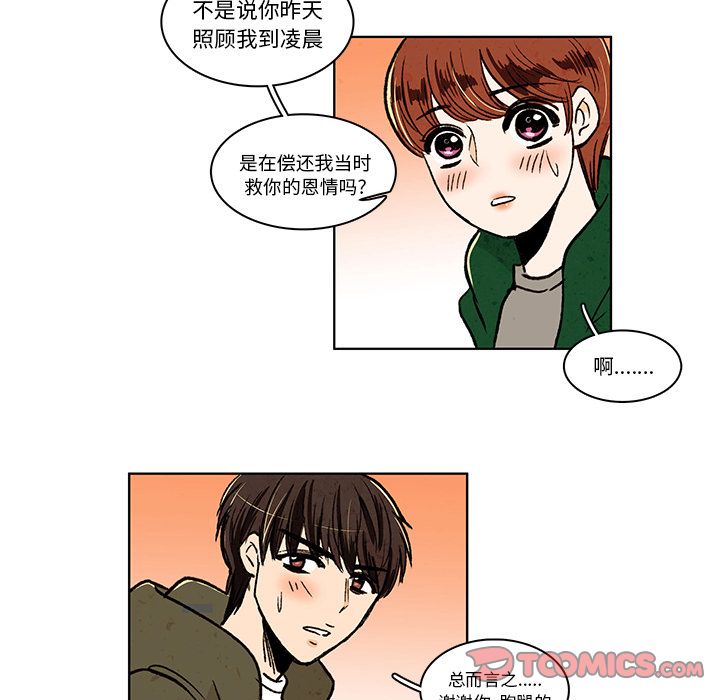 不是说你昨天
照顾我到凌晨
是在偿还我当时
救你的恩情吗?
啊.......
总而言之.....
TCOMICS.COM